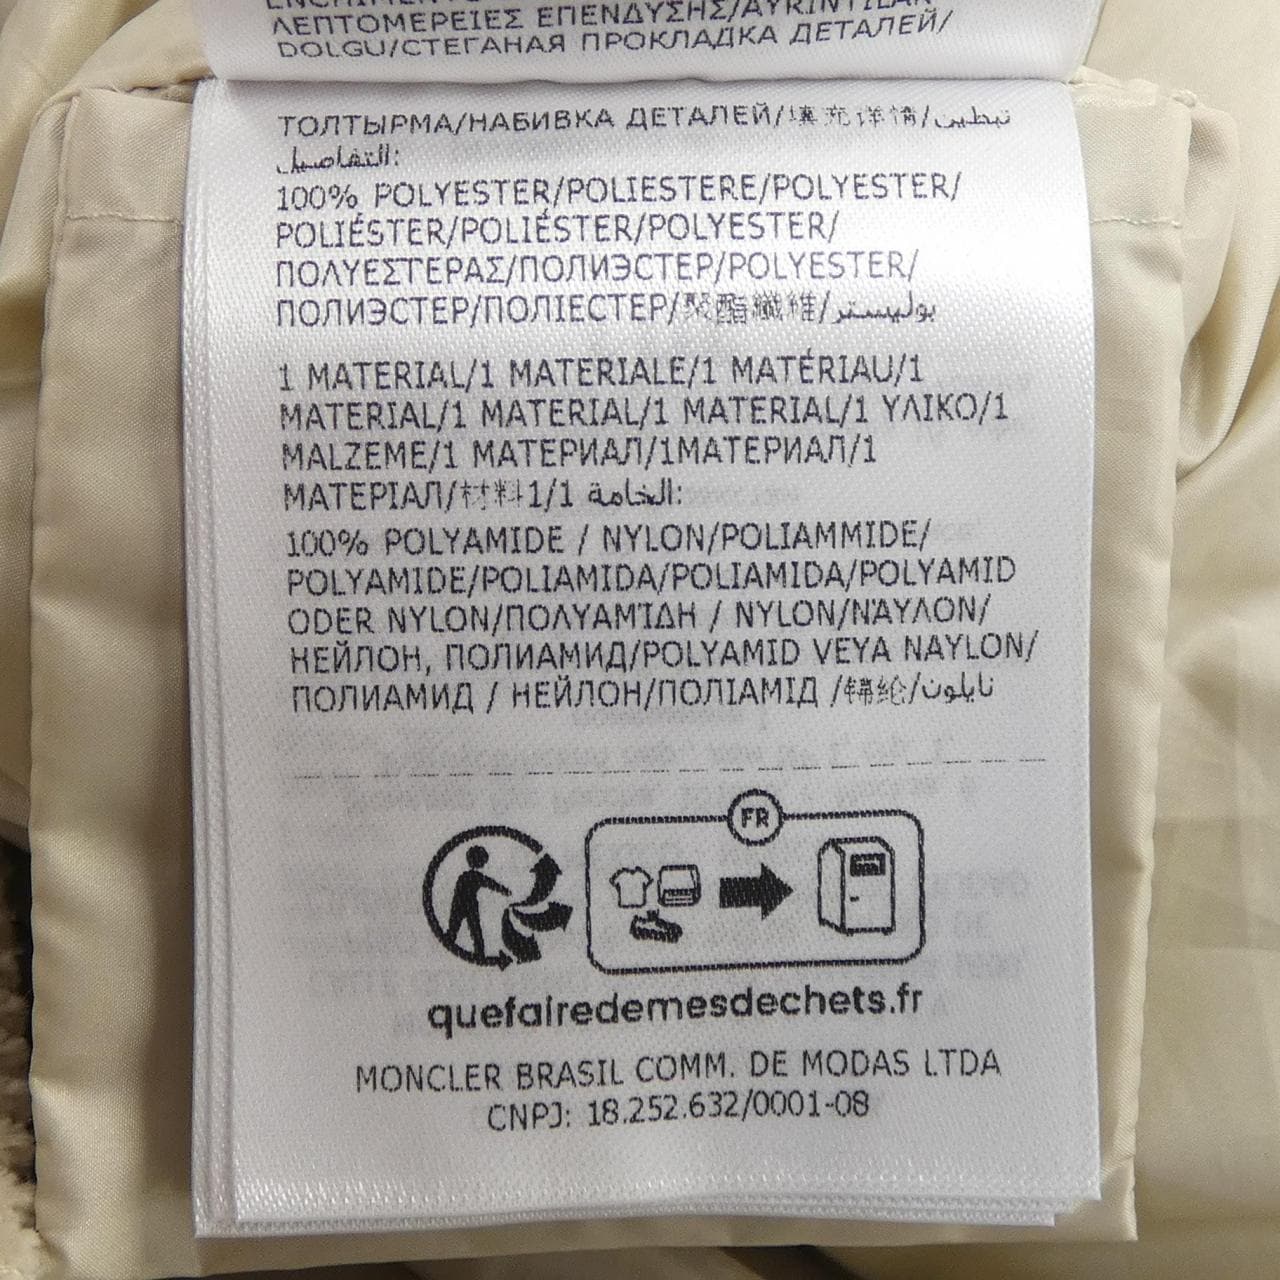 ΛΕΠΤΟΜΕΡΕΙΕΣ ΕΠΕΝΔΥΣΗΣ/AYRINTILAR
DOLGU/СТЕГАНАЯ ПРОКЛАДКА ДЕТАЛЕЙ/
ТОЛТЫРМА/НАБИВКА ДЕТАЛЕЙ/填充详情/تبطين
التفاصيل:
100% POLYESTER/POLIESTERE/POLYESTER/
POLIÉSTER/POLIÉSTER/POLYESTER/
ΠΟΛΥΕΣΤΕΡΑΣ/ПОЛИЭСТЕР/POLYESTER/
ПОЛИЭСТЕР/ПОЛІЕСТЕР/聚酯纖維/بوليستر
1 MATERIAL/1 MATERIALE/1 MATÉRIAU/1
MATERIAL/1 MATERIAL/1 MATERIAL/1 ΥΛΙΚΟ/1
MALZEME/1 МАТЕРИАЛ/1МАТЕРИАЛ/1
МАТЕРІАЛ/材料1/1 الخامة:
100% POLYAMIDE / NYLON/POLIAMMIDE/
POLYAMIDE/POLIAMIDA/POLIAMIDA/POLYAMID
ODER NYLON/ΠΟΛΥΑΜΊΔΗ / NYLON/ΝΆΥΛΟΝ/
НЕЙЛОН, ПОЛИАМИД/POLYAMID VEYA NAYLON/
ПОЛИАМИД / НЕЙЛОН/ПОЛІАМІД /锦纶/نايلون
FR
quefairedemesdechets.fr
MONCLER BRASIL COMM. DE MODAS LTDA
CNPJ: 18.252.632/0001-08